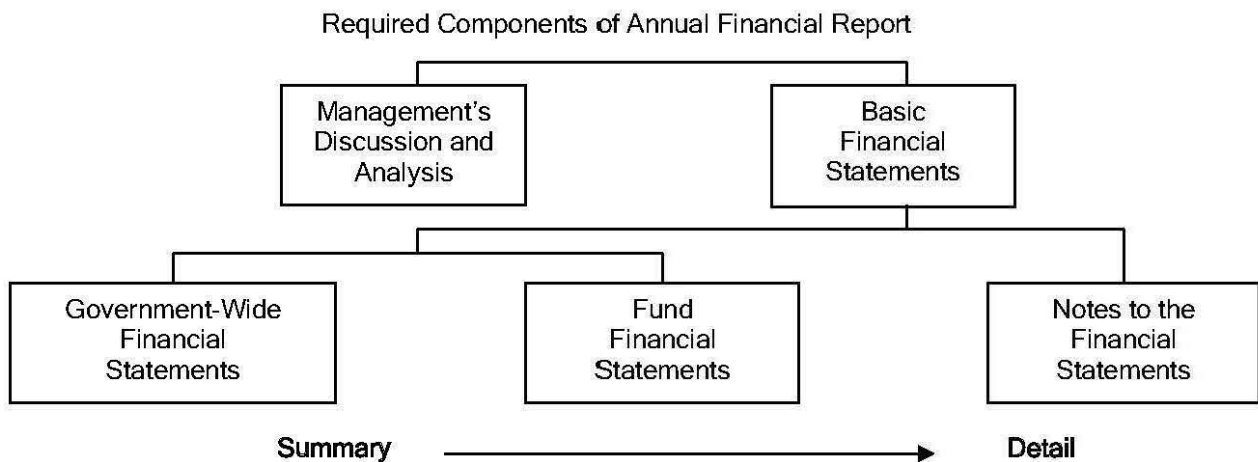 Required Components of Annual Financial Report
Management's
Discussion and
Analysis
Basic
Financial
Statements
Government-Wide
Financial
Statements
Fund
Financial
Statements
Notes to the
Financial
Statements
Summary
Detail